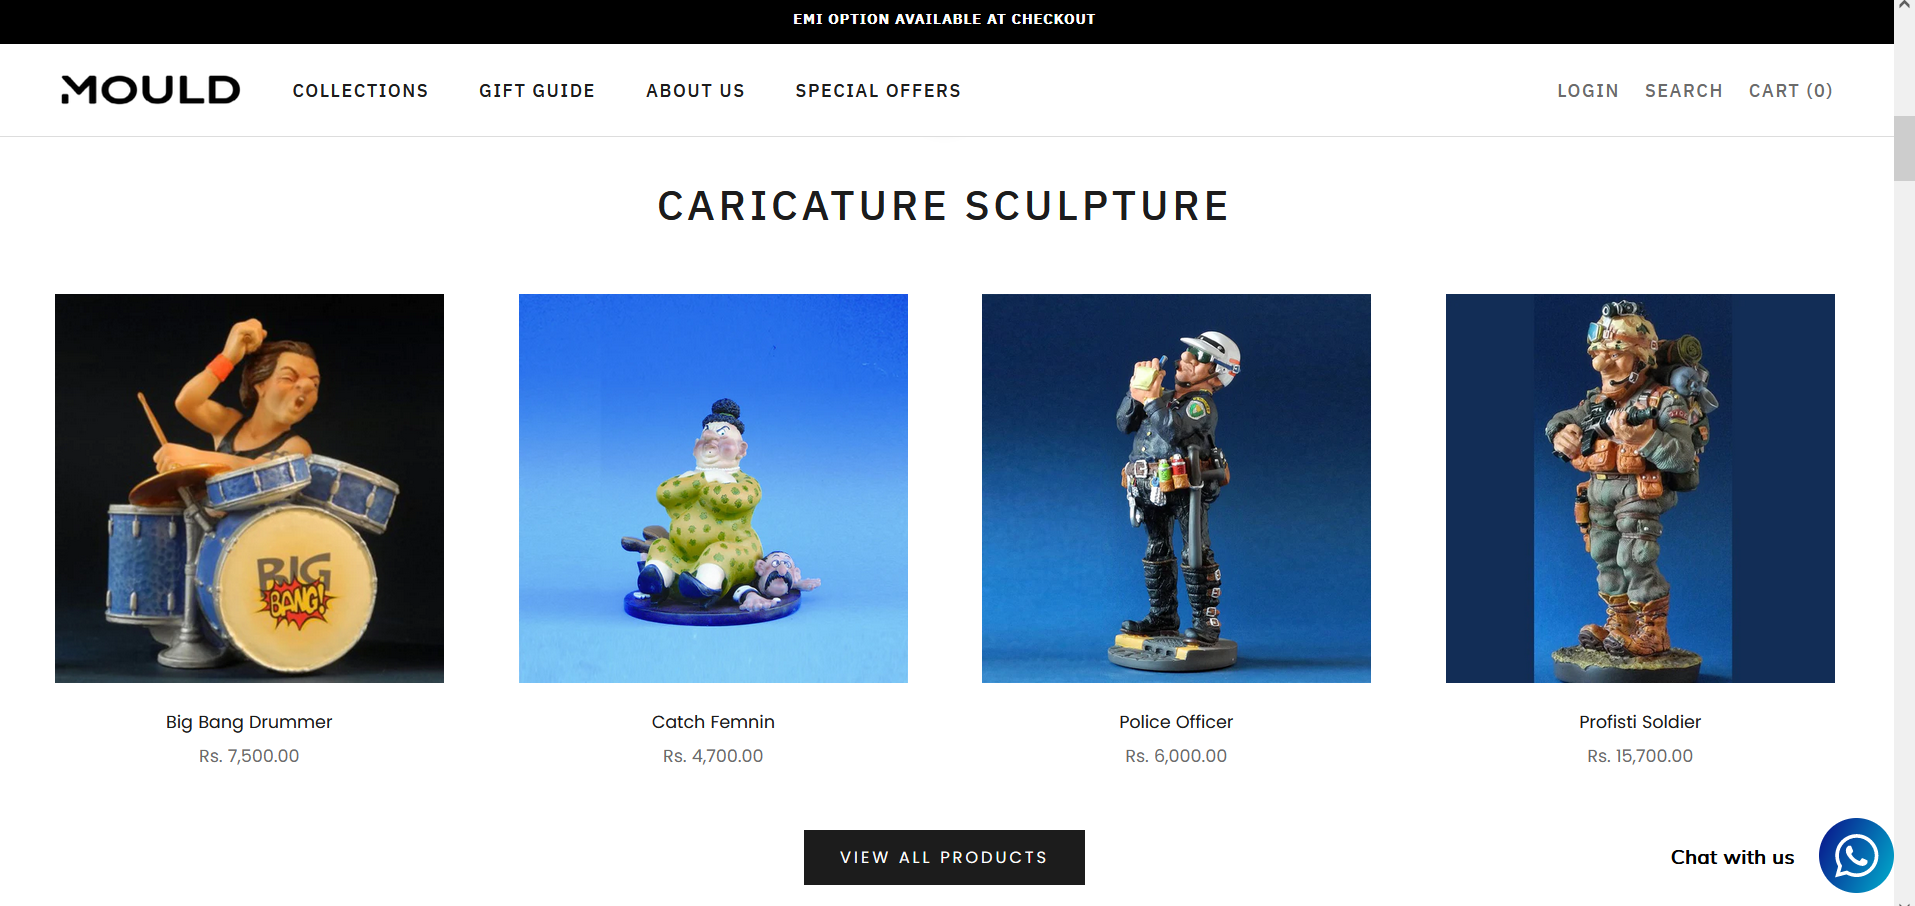 EMI OPTION AVAILABLE AT CHECKOUT
MOULD
COLLECTIONS
GIFT GUIDE
ABOUT US
SPECIAL OFFERS
LOGIN
SEARCH
CART (0)
CARICATURE SCULPTURE
BIG
BANG!
Big Bang Drummer
Rs. 7,500.00
Catch Femnin
Rs. 4,700.00
Police Officer
Rs. 6,000.00
Profisti Soldier
Rs. 15,700.00
VIEW ALL PRODUCTS
Chat with us